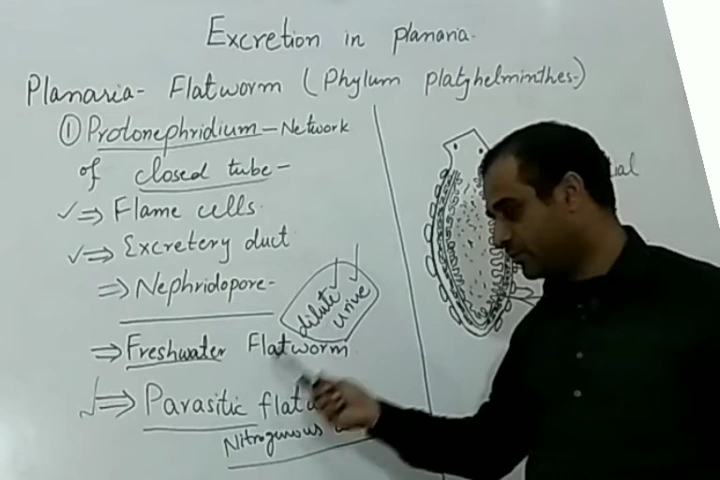 Excretion in planaria.
Planaria- Flatworm (Phylum platyhelminthes.)
① Protonephridium - Network
of closed tube -
✓ ⇒ Flame cells.
✓ ⇒ Excretery duct
⇒ Nephridopore -
dilute
urine
⇒ Freshwater Flatworm
⇒ Parasitic
Nitrogenous